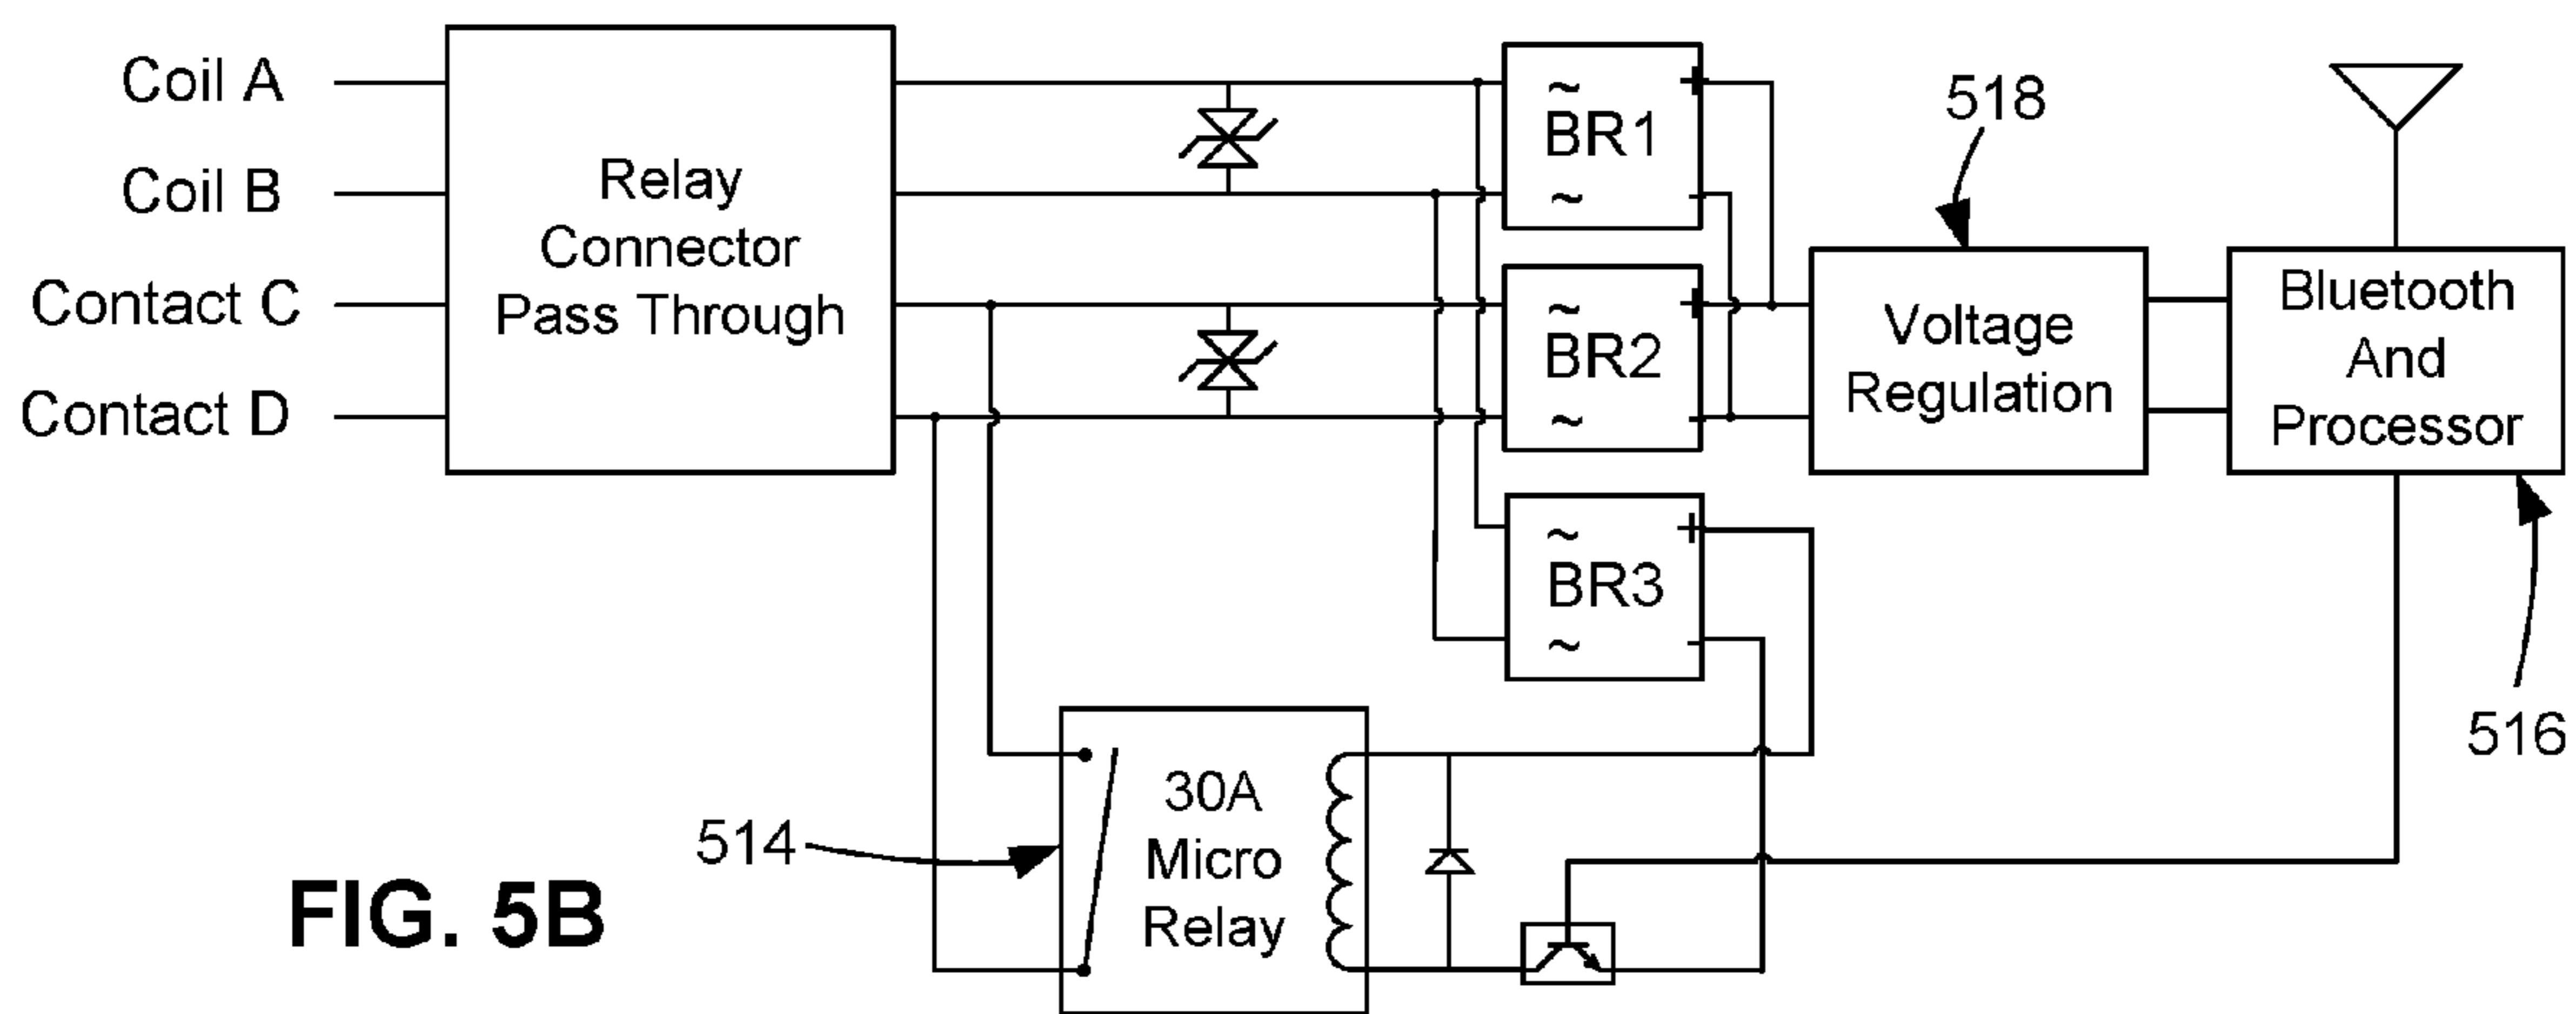 Coil A
Coil B
Contact C
Contact D
Relay
Connector
Pass Through
~
BR1
~
+
-
~
BR2
~
+
-
~
BR3
~
+
-
518
Voltage
Regulation
Bluetooth
And
Processor
516
514
30A
Micro
Relay
FIG. 5B